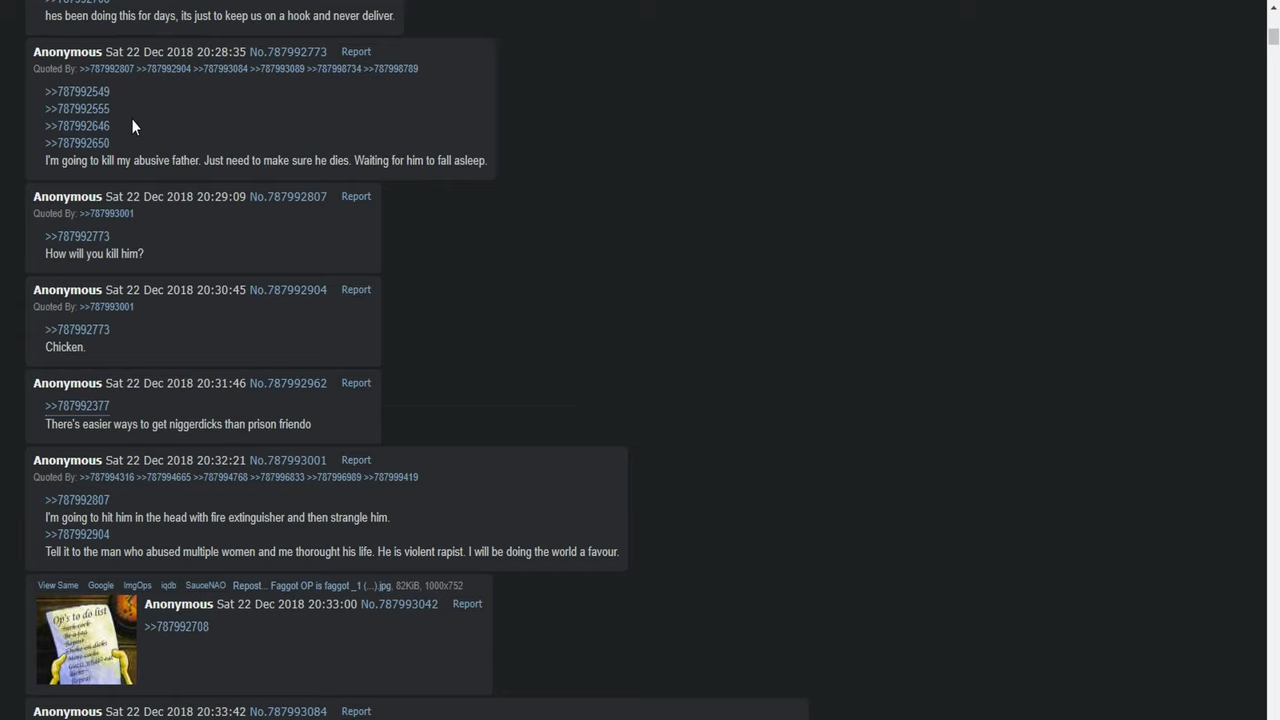 >>787992708
hes been doing this for days, its just to keep us on a hook and never deliver.
Anonymous Sat 22 Dec 2018 20:28:35 No.787992773 Report
Quoted By: >>787992807 >>787992904 >>787993084 >>787993089 >>787998734 >>787998789
>>787992549
>>787992555
>>787992646
>>787992650
I'm going to kill my abusive father. Just need to make sure he dies. Waiting for him to fall asleep.
Anonymous Sat 22 Dec 2018 20:29:09 No.787992807 Report
Quoted By: >>787993001
>>787992773
How will you kill him?
Anonymous Sat 22 Dec 2018 20:30:45 No.787992904 Report
Quoted By: >>787993001
>>787992773
Chicken.
Anonymous Sat 22 Dec 2018 20:31:46 No.787992962 Report
>>787992377
There's easier ways to get niggerdicks than prison friendo
Anonymous Sat 22 Dec 2018 20:32:21 No.787993001 Report
Quoted By: >>787994316 >>787994665 >>787994768 >>787996833 >>787996989 >>787999419
>>787992807
I'm going to hit him in the head with fire extinguisher and then strangle him.
>>787992904
Tell it to the man who abused multiple women and me thorought his life. He is violent rapist. I will be doing the world a favour.
View Same Google ImgOps iqdb SauceNAO Repost... Faggot OP is faggot _1 (...).jpg, 82KiB, 1000x752
Op's to do list
Anonymous Sat 22 Dec 2018 20:33:00 No.787993042 Report
>>787992708
Anonymous Sat 22 Dec 2018 20:33:42 No.787993084 Report